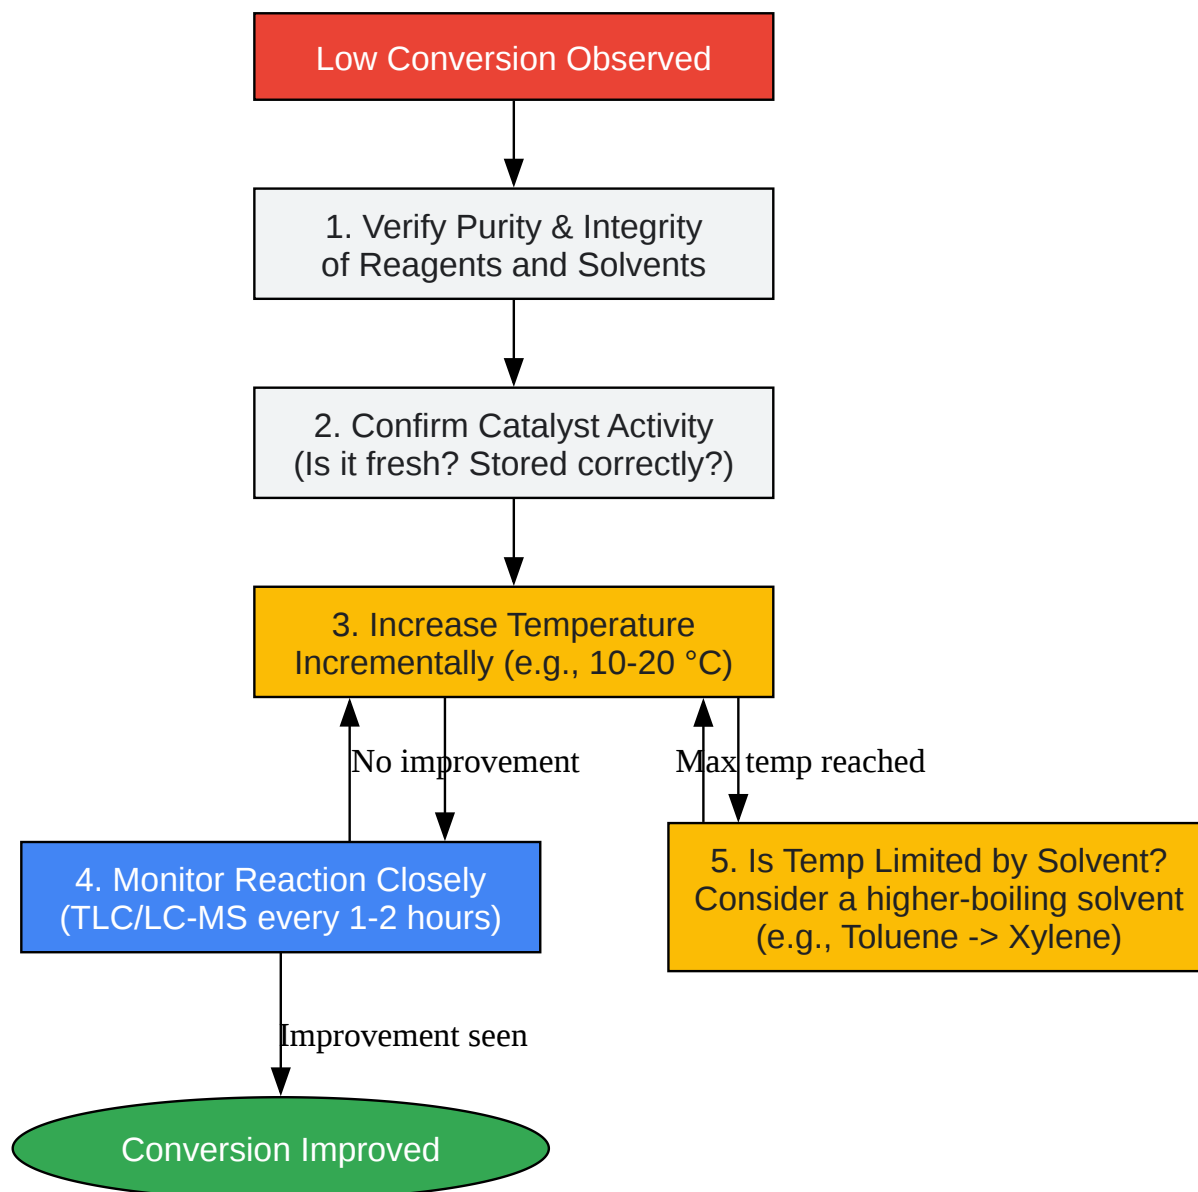 Low Conversion Observed
1. Verify Purity & Integrity
of Reagents and Solvents
2. Confirm Catalyst Activity
(Is it fresh? Stored correctly?)
3. Increase Temperature
Incrementally (e.g., 10-20 °C)
No improvement
Max temp reached
4. Monitor Reaction Closely
(TLC/LC-MS every 1-2 hours)
5. Is Temp Limited by Solvent?
Consider a higher-boiling solvent
(e.g., Toluene -> Xylene)
Improvement seen
Conversion Improved